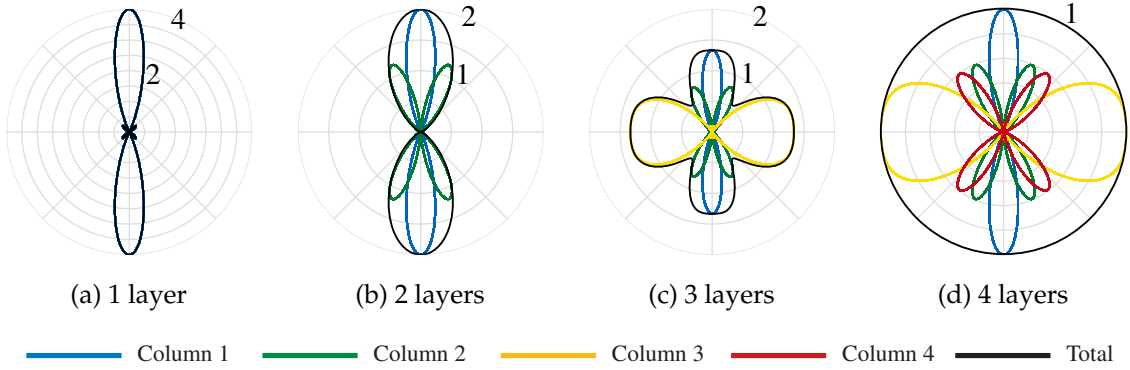 4 2 2 1
2 1 1
(a) 1 layer (b) 2 layers (c) 3 layers (d) 4 layers
Column 1 Column 2 Column 3 Column 4 Total